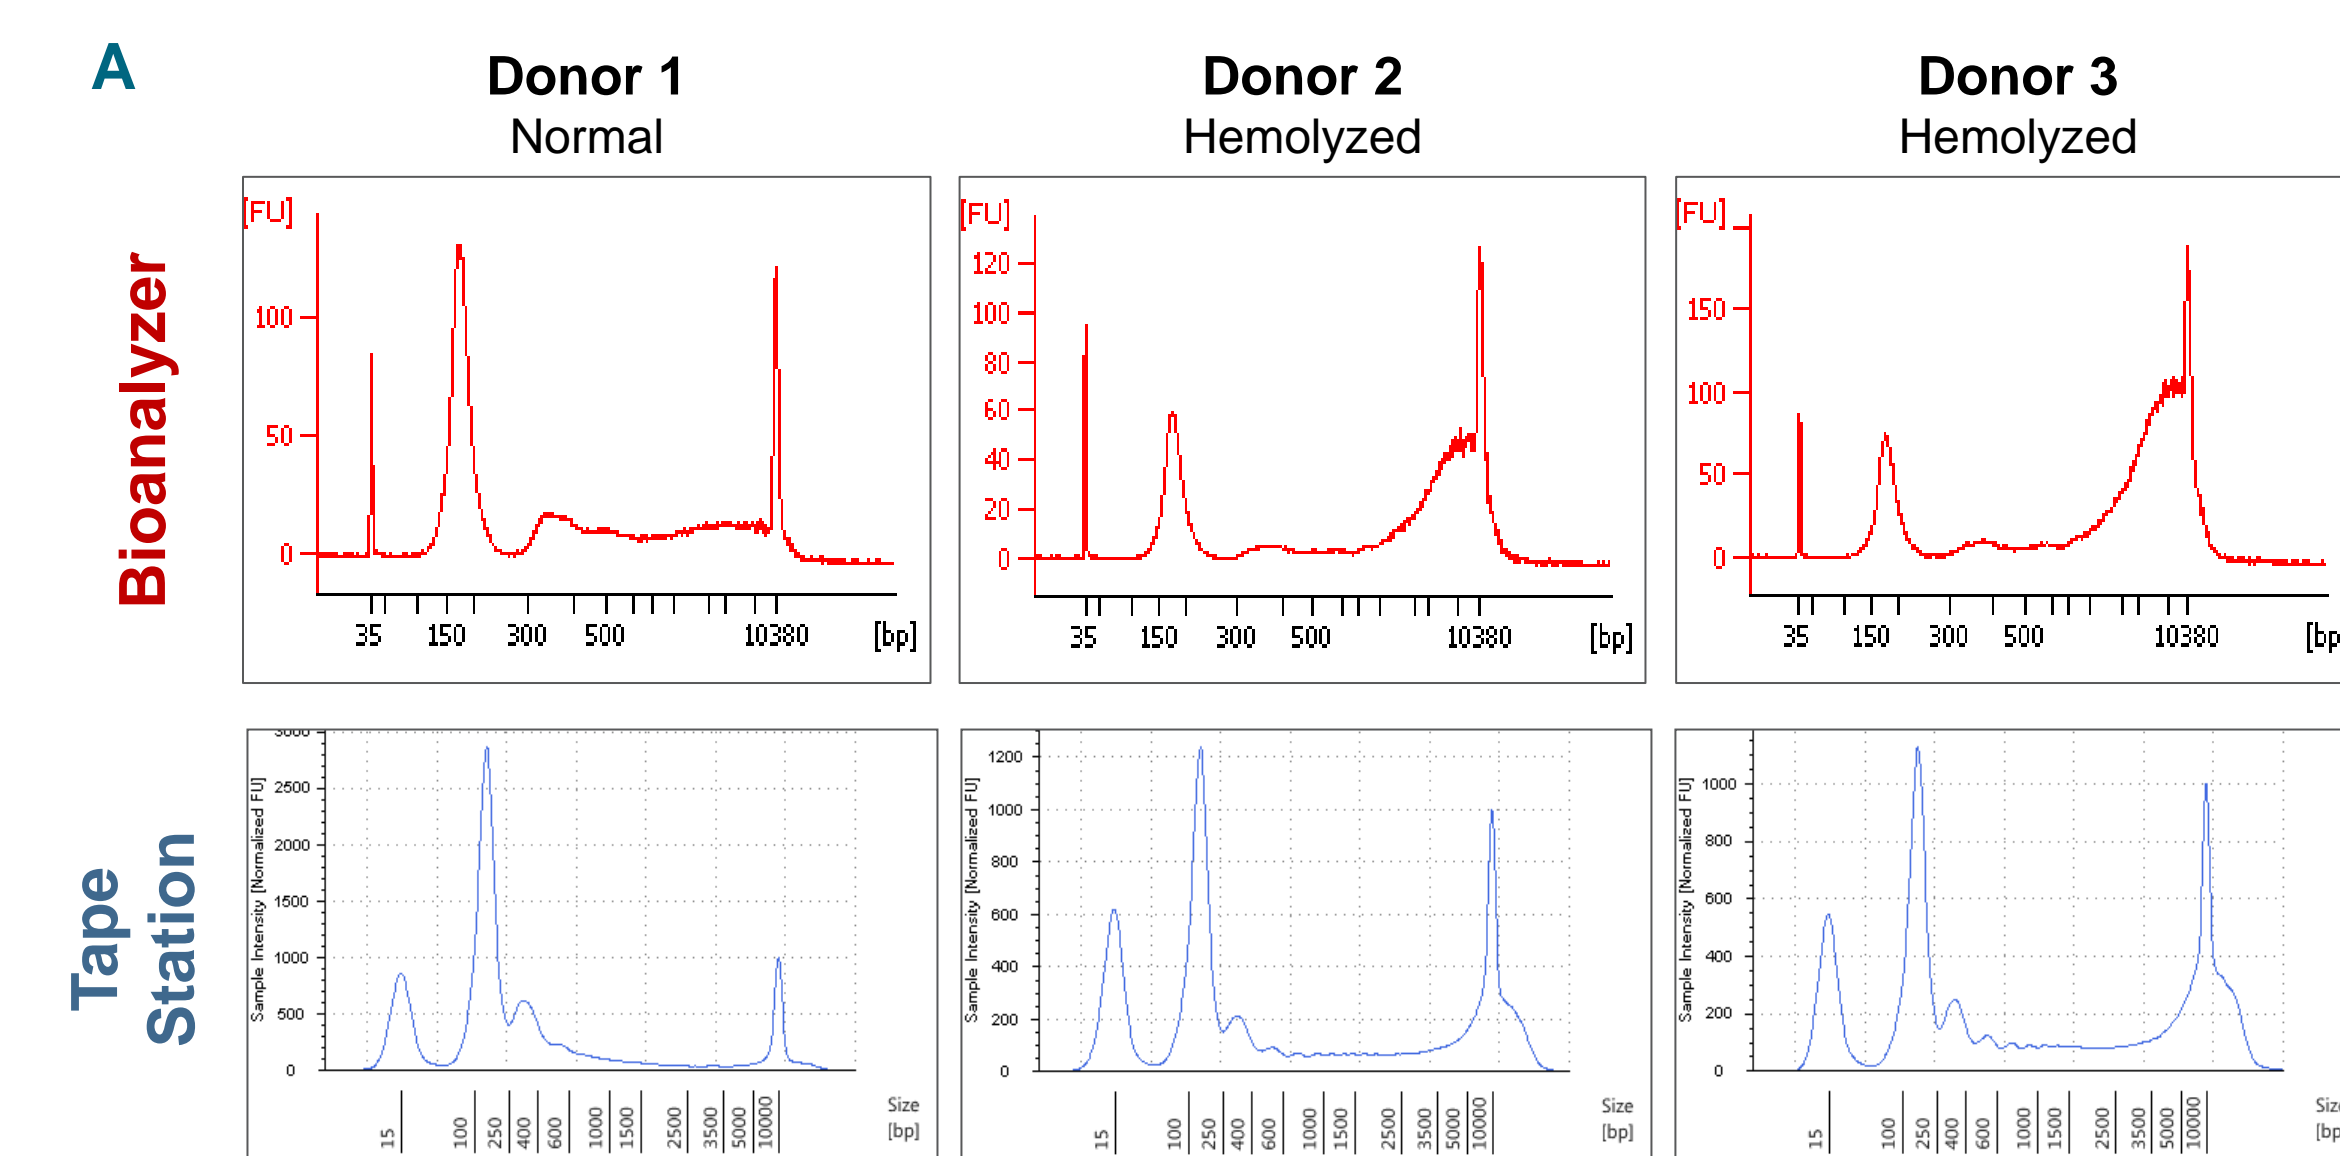 A
Donor 1
Normal
Donor 2
Hemolyzed
Donor 3
Hemolyzed
Bioanalyzer
[FU]
100
50
0
35 150 300 500 10380 [bp]
[FU]
120
100
80
60
40
20
0
35 150 300 500 10380 [bp]
[FU]
150
100
50
0
35 150 300 500 10380 [bp
Tape
Station
Sample Intensity [Normalized FU]
3000
2500
2000
1500
1000
500
0
15 100 250 400 600 1000 1500 2500 3500 5000 10000
Size
[bp]
Sample Intensity [Normalized FU]
1200
1000
800
600
400
200
0
15 100 250 400 600 1000 1500 2500 3500 5000 10000
Size
[bp]
Sample Intensity [Normalized FU]
1000
800
600
400
200
0
15 100 250 400 600 1000 1500 2500 3500 5000 10000
Siz
[bp